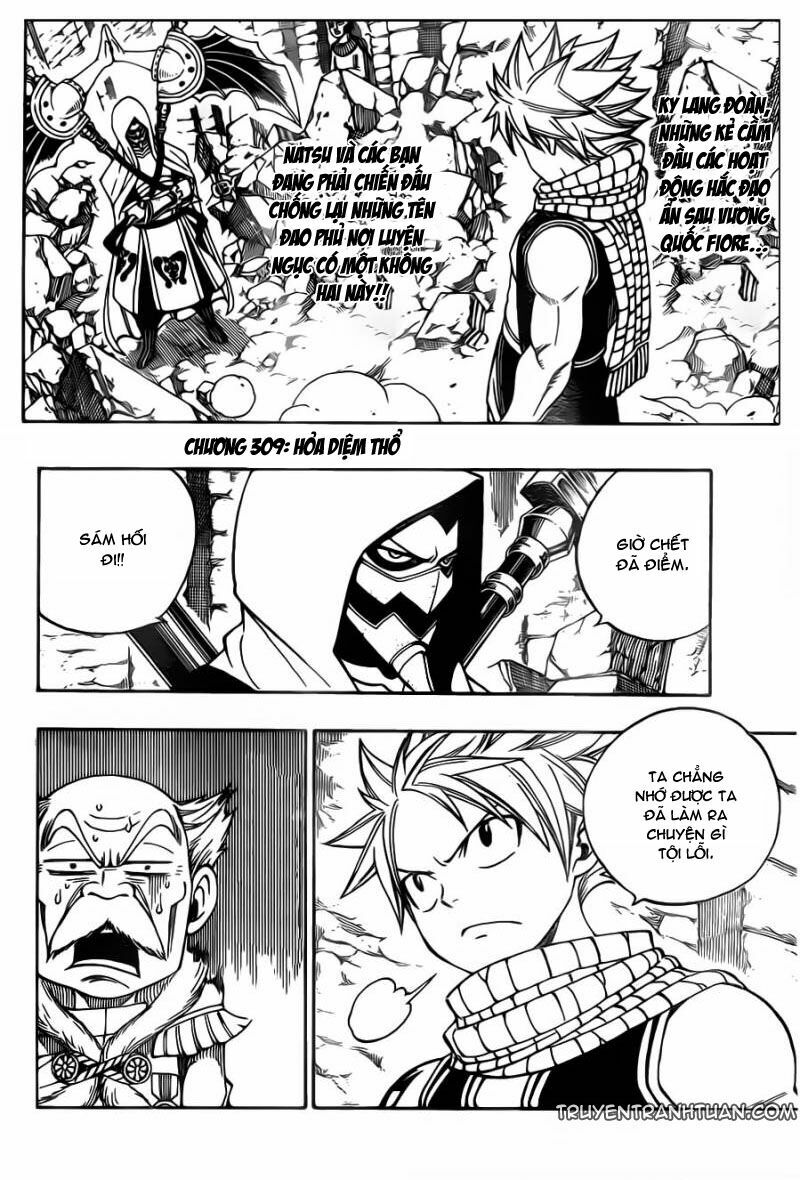 KỴ LANG ĐOÀN,
NHỮNG KẺ CẦM
ĐẦU CÁC HOẠT
ĐỘNG HẮC ĐẠO
ẨN SAU VƯƠNG
QUỐC FIORE...
NATSU VÀ CÁC BẠN
ĐANG PHẢI CHIẾN ĐẤU
CHỐNG LẠI NHỮNG TÊN
ĐAO PHỦ NƠI LUYỆN
NGỤC CÓ MỘT KHÔNG
HAI NÀY!!
CHƯƠNG 309: HỎA DIỆM THỔ
GIỜ CHẾT
ĐÃ ĐIỂM.
SÁM HỐI
ĐI!!
TA CHẲNG
NHỚ ĐƯỢC TA
ĐÃ LÀM RA
CHUYỆN GÌ
TỘI LỖI.
TRUYENTRANHTUAN.COM